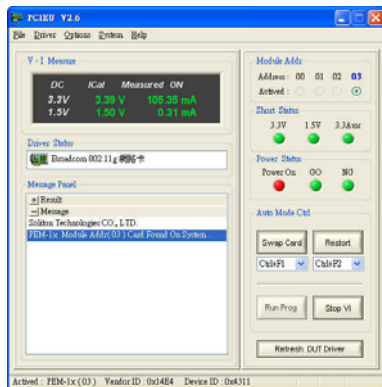 PCIEU V2.6
File Driver Options System Help
V - I Measure
DC ICal Measured ON
3.3V 3.39 V 105.35 mA
1.5V 1.50 V 0.31 mA
Driver Status
Broadcom 802.11g 網路卡
Message Panel
+| Result
-| Message
Soliton Technologies CO., LTD.
PEM-1x Module Addr( 03 ) Card Found On System..
Module Addr
Address : 00 01 02 03
Actived :
Short Status
3.3V 1.5V 3.3Aux
Power Status
Power On GO NG
Auto Mode Ctrl
Swap Card Restort
Ctrl+F1 Ctrl+F2
Run Prog Stop VI
Refresh DUT Driver
Actived : PEM-1x ( 03 ) Vendor ID : 0x14E4 Device ID : 0x4311